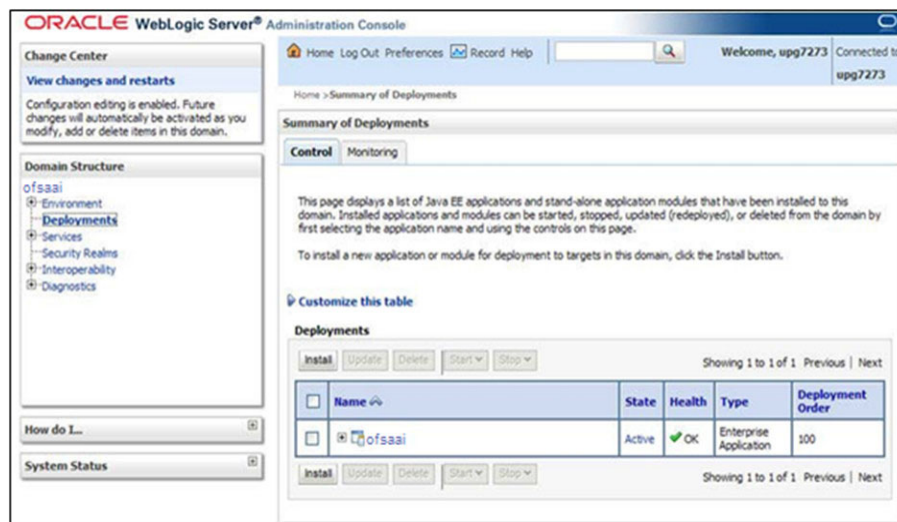 ORACLE WebLogic Server® Administration Console
Change Center
View changes and restarts
Configuration editing is enabled. Future
changes will automatically be activated as you
modify, add or delete items in this domain.
Domain Structure
ofsaai
Environment
Deployments
Services
Security Realms
Interoperability
Diagnostics
How do I...
System Status
Home Log Out Preferences Record Help
Welcome, upg7273
Connected to
upg7273
Home >Summary of Deployments
Summary of Deployments
Control Monitoring
This page displays a list of Java EE applications and stand-alone application modules that have been installed to this
domain. Installed applications and modules can be started, stopped, updated (redeployed), or deleted from the domain by
first selecting the application name and using the controls on this page.
To install a new application or module for deployment to targets in this domain, click the Install button.
Customize this table
Deployments
Install Update Delete Start Stop
Showing 1 to 1 of 1 Previous | Next
Name State Health Type Deployment Order
ofsaai Active OK Enterprise Application 100
Install Update Delete Start Stop
Showing 1 to 1 of 1 Previous | Next